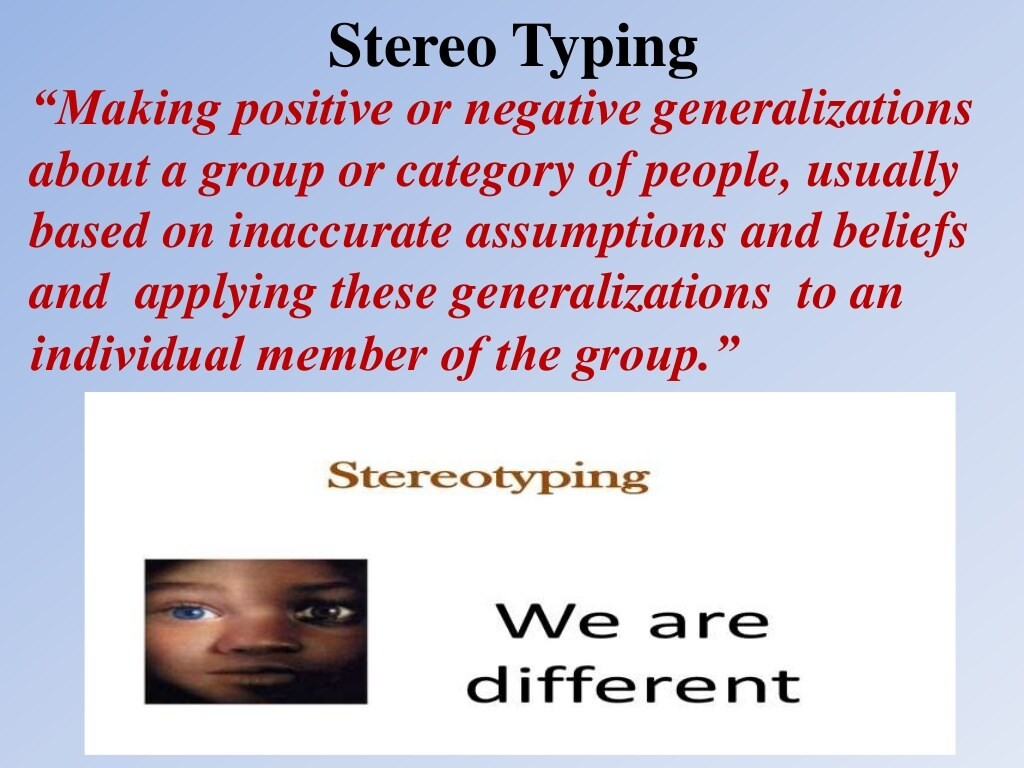 Stereo Typing
“Making positive or negative generalizations
about a group or category of people, usually
based on inaccurate assumptions and beliefs
and  applying these generalizations  to an
individual member of the group.”
Stereotyping
We are
different